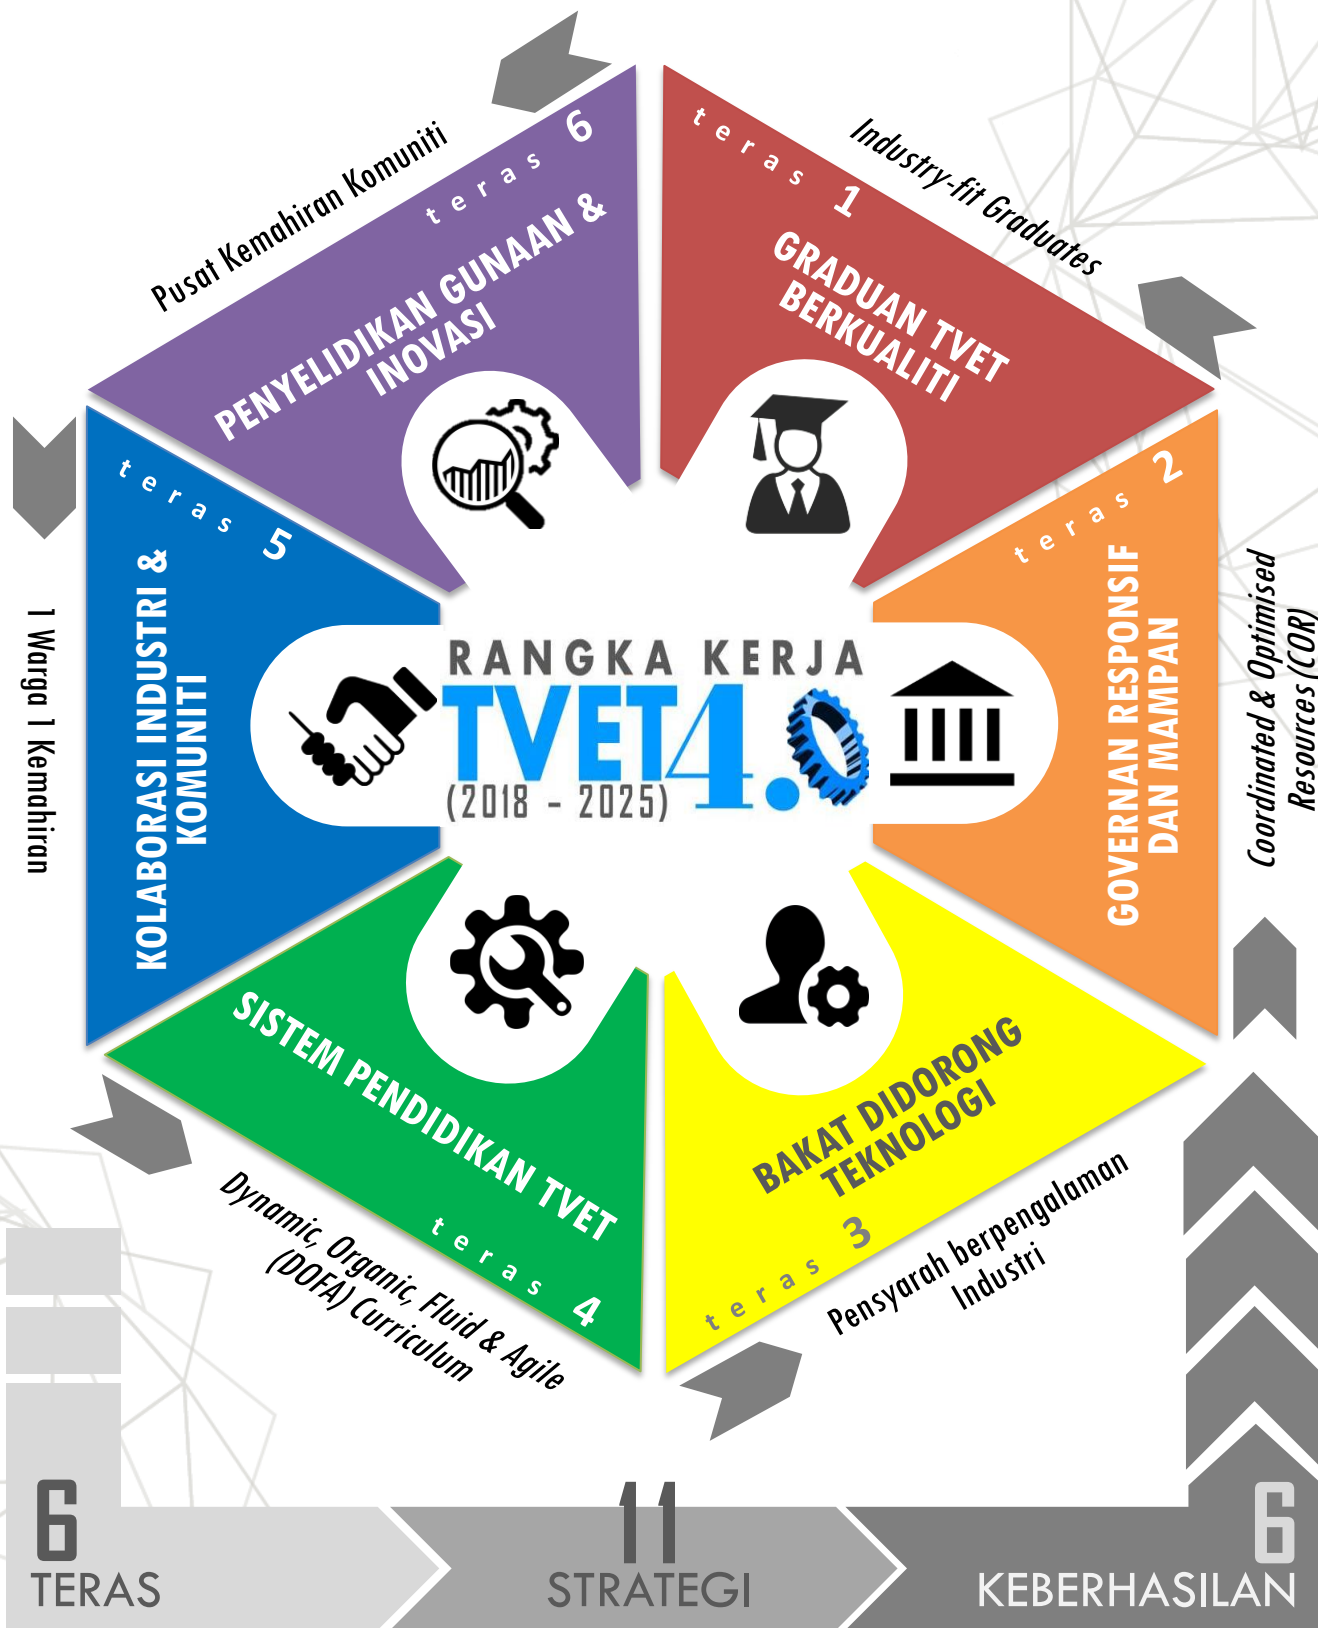 RANGKA KERJA
TVET 4.0
(2018 - 2025)
teras 1
GRADUAN TVET
BERKUALITI
Industry-fit Graduates
teras 2
GOVERNAN RESPONSIF
DAN MAMPAN
Coordinated & Optimised
Resources (COR)
BAKAT DIDORONG
TEKNOLOGI
teras 3
Pensyarah berpengalaman
Industri
SISTEM PENDIDIKAN TVET
teras 4
Dynamic, Organic, Fluid & Agile
(DOFA) Curriculum
teras 5
KOLABORASI INDUSTRI &
KOMUNITI
1 Warga 1 Kemahiran
teras 6
PENYELIDIKAN GUNAAN &
INOVASI
Pusat Kemahiran Komuniti
6
TERAS
11
STRATEGI
6
KEBERHASILAN